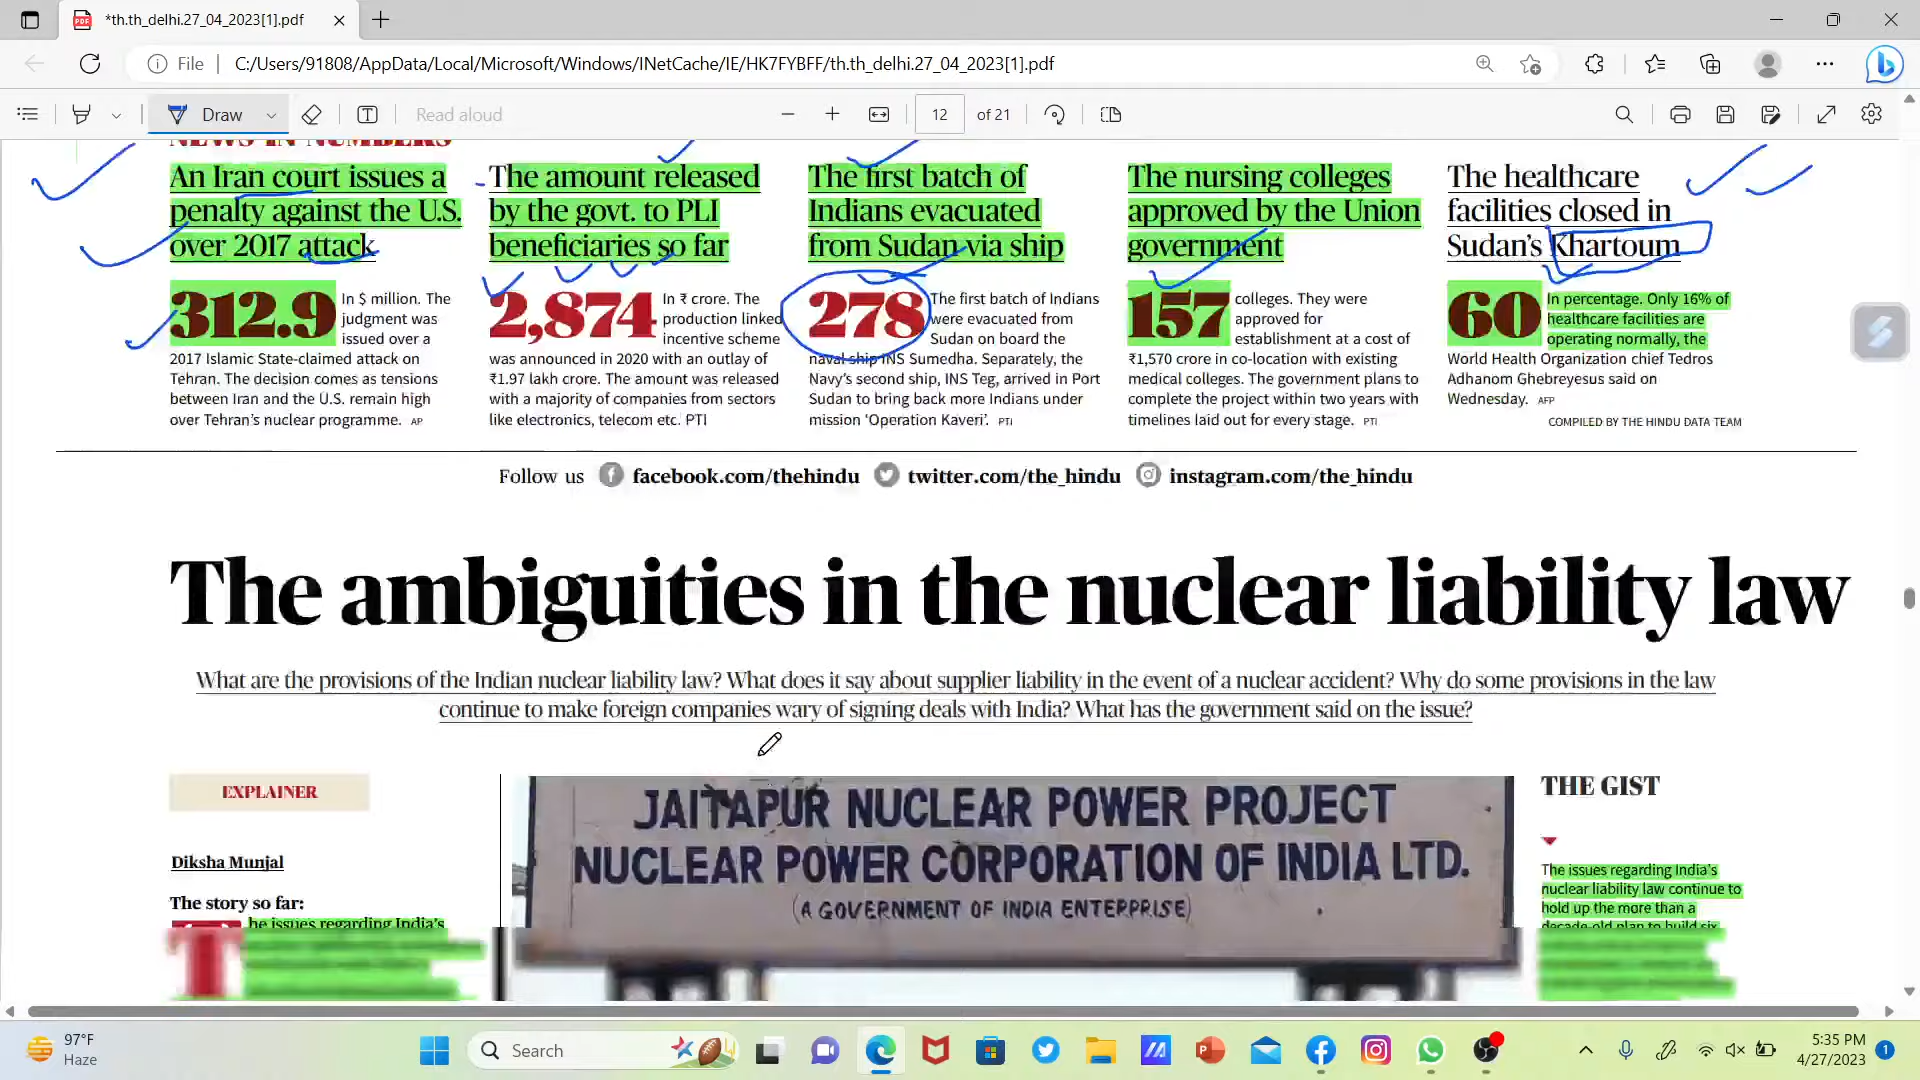 *th.th_delhi.27_04_2023[1].pdf
File
C:/Users/91808/AppData/Local/Microsoft/Windows/INetCache/IE/HK7FYBFF/th.th_delhi.27_04_2023[1].pdf
Draw
Read aloud
12
of 21
NEWS IN NUMBERS
An Iran court issues a
penalty against the U.S.
over 2017 attack
312.9
In $ million. The
judgment was
issued over a
2017 Islamic State-claimed attack on
Tehran. The decision comes as tensions
between Iran and the U.S. remain high
over Tehran's nuclear programme. AP
The amount released
by the govt. to PLI
beneficiaries so far
2,874
In ₹ crore. The
production linked
incentive scheme
was announced in 2020 with an outlay of
₹1.97 lakh crore. The amount was released
with a majority of companies from sectors
like electronics, telecom etc. PTI
The first batch of
Indians evacuated
from Sudan via ship
278
The first batch of Indians
were evacuated from
Sudan on board the
naval ship INS Sumedha. Separately, the
Navy's second ship, INS Teg, arrived in Port
Sudan to bring back more Indians under
mission 'Operation Kaveri'. PTI
The nursing colleges
approved by the Union
government
157
colleges. They were
approved for
establishment at a cost of
₹1,570 crore in co-location with existing
medical colleges. The government plans to
complete the project within two years with
timelines laid out for every stage. PTI
The healthcare
facilities closed in
Sudan's Khartoum
60
In percentage. Only 16% of
healthcare facilities are
operating normally, the
World Health Organization chief Tedros
Adhanom Ghebreyesus said on
Wednesday. AFP
COMPILED BY THE HINDU DATA TEAM
Follow us facebook.com/thehindu twitter.com/the_hindu instagram.com/the_hindu
The ambiguities in the nuclear liability law
What are the provisions of the Indian nuclear liability law? What does it say about supplier liability in the event of a nuclear accident? Why do some provisions in the law
continue to make foreign companies wary of signing deals with India? What has the government said on the issue?
EXPLAINER
Diksha Munjal
The story so far:
The issues regarding India's
JAITAPUR NUCLEAR POWER PROJECT
NUCLEAR POWER CORPORATION OF INDIA LTD.
(A GOVERNMENT OF INDIA ENTERPRISE)
THE GIST
The issues regarding India's
nuclear liability law continue to
hold up the more than a
decade-old plan to build six
97°F
Haze
Search
5:35 PM
4/27/2023
1